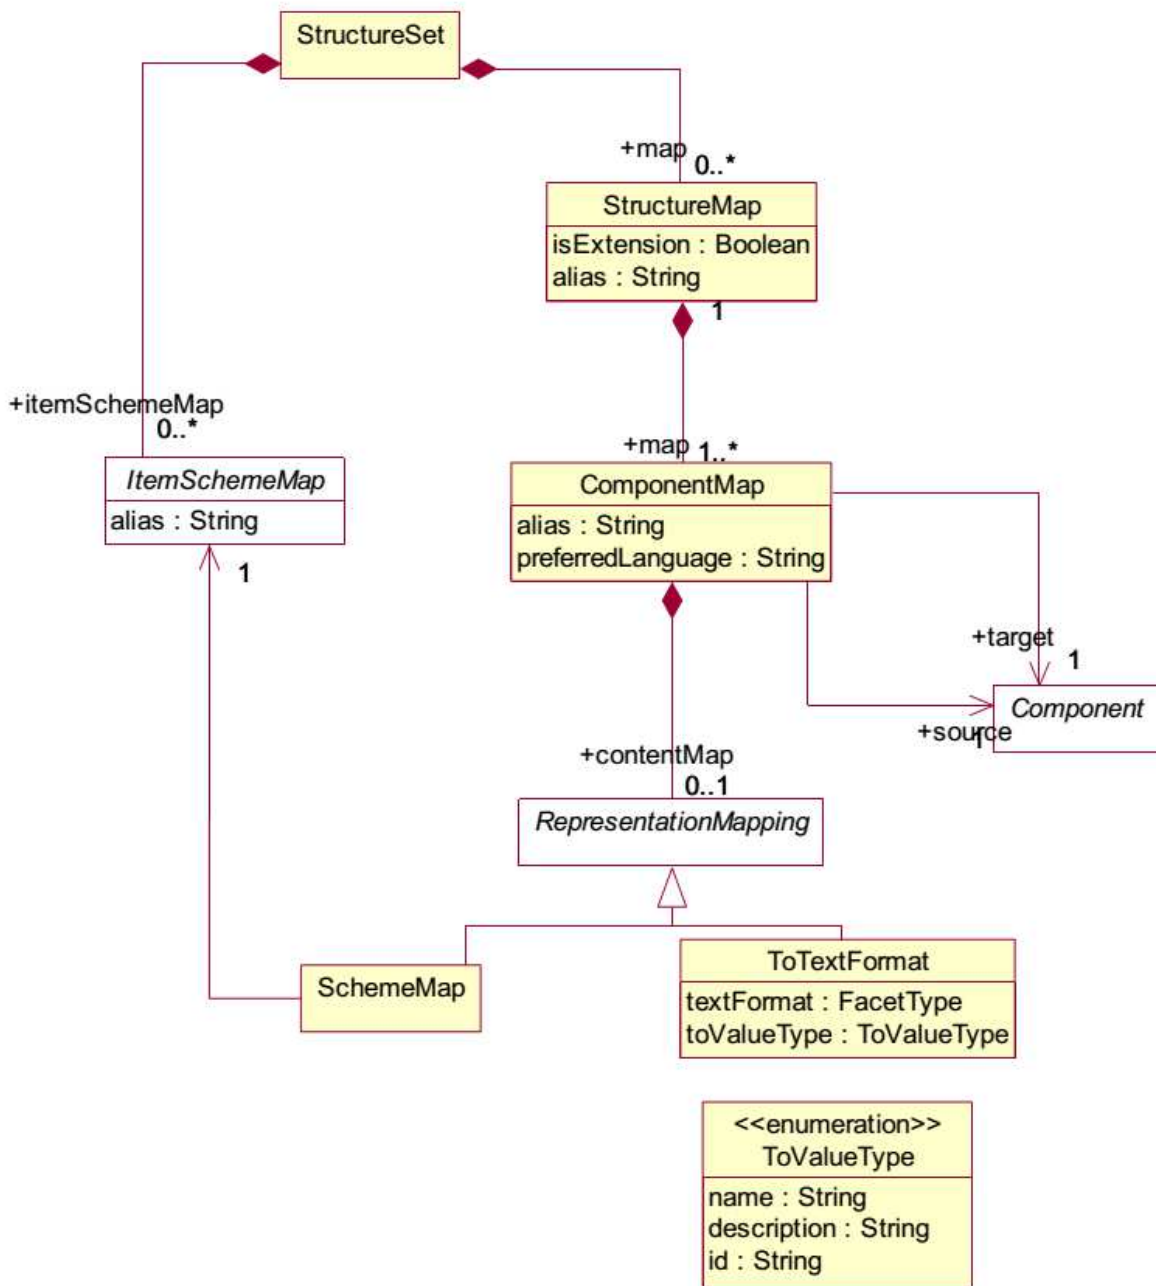 StructureSet
+map
0..*
StructureMap
isExtension : Boolean
alias : String
1
+itemSchemeMap
0..*
+map
1..*
ItemSchemeMap
alias : String
1
ComponentMap
alias : String
preferredLanguage : String
+target
1
Component
+source
1
+contentMap
0..1
RepresentationMapping
SchemeMap
ToTextFormat
textFormat : FacetType
toValueType : ToValueType
<<enumeration>>
ToValueType
name : String
description : String
id : String